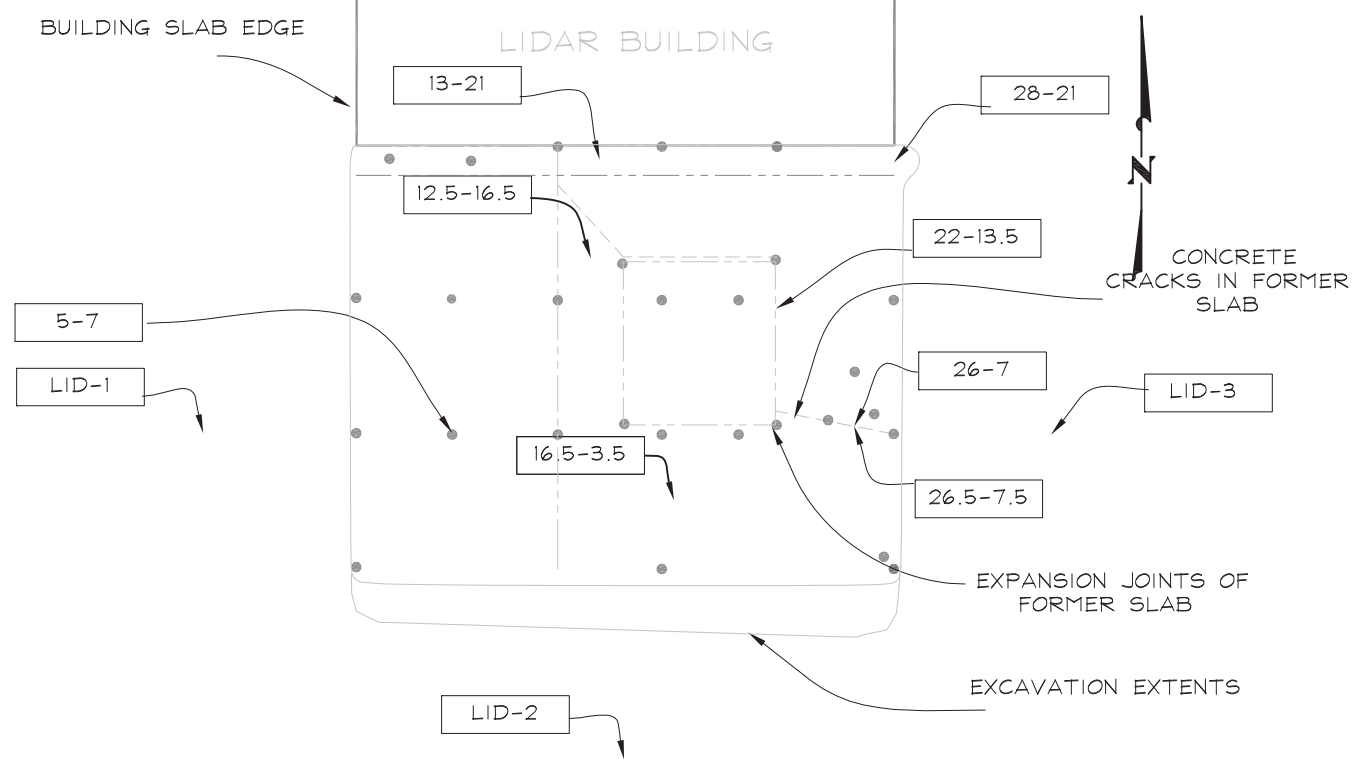 BUILDING SLAB EDGE
LIDAR BUILDING
13-21
28-21
N
12.5-16.5
22-13.5
CONCRETE
CRACKS IN FORMER
SLAB
5-7
26-7
LID-1
LID-3
16.5-3.5
26.5-7.5
EXPANSION JOINTS OF
FORMER SLAB
EXCAVATION EXTENTS
LID-2